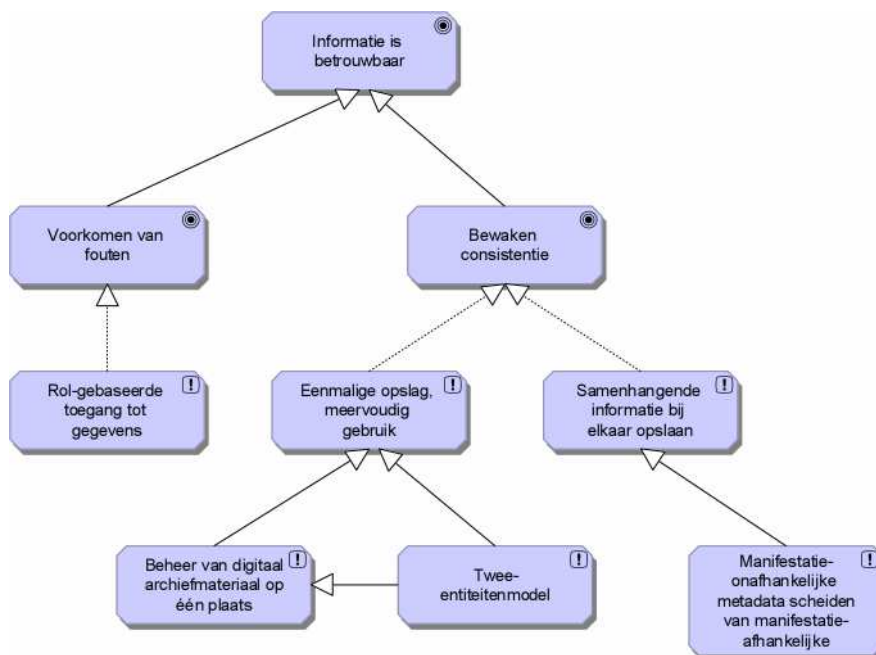 Informatie is
betrouwbaar
Voorkomen van
fouten
Bewaken
consistentie
Rol-gebaseerde
toegang tot
gegevens
Eenmalige opslag,
meervoudig
gebruik
Samenhangende
informatie bij
elkaar opslaan
Beheer van digitaal
archiefmateriaal op
één plaats
Twee-
entiteitenmodel
Manifestatie-
onafhankelijke
metadata scheiden
van manifestatie-
afhankelijke